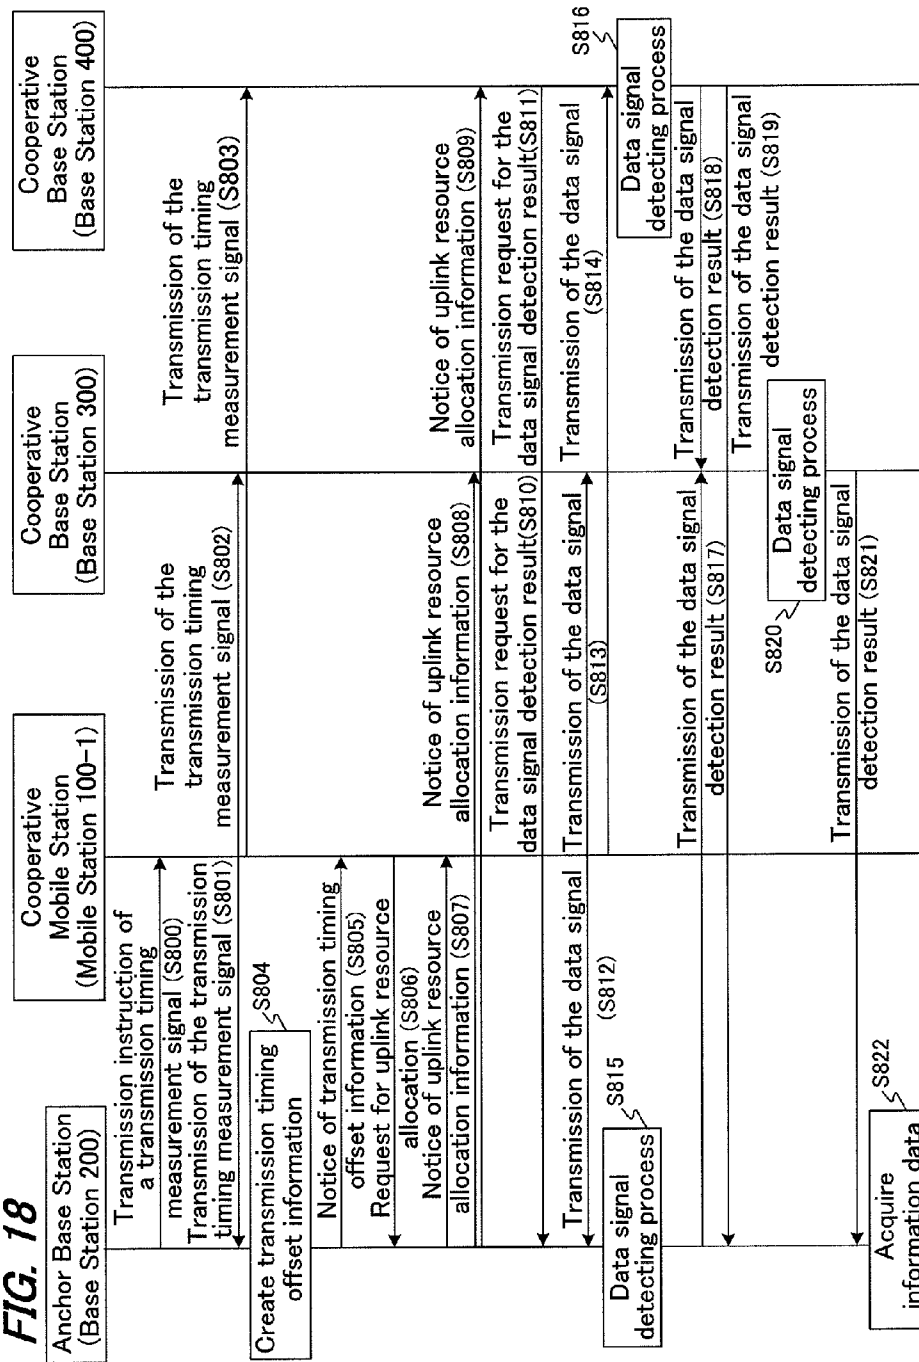 FIG. 18
Anchor Base Station
(Base Station 200)
Cooperative
Mobile Station
(Mobile Station 100-1)
Cooperative
Base Station
(Base Station 300)
Cooperative
Base Station
(Base Station 400)
Transmission instruction of
a transmission timing
measurement signal (S800)
Transmission of the transmission
timing measurement signal (S801)
Transmission of the
transmission timing
measurement signal (S802)
Transmission of the
transmission timing
measurement signal (S803)
Create transmission timing
offset information
S804
Notice of transmission timing
offset information (S805)
Request for uplink resource
allocation (S806)
Notice of uplink resource
allocation information (S807)
Notice of uplink resource
allocation information (S808)
Notice of uplink resource
allocation information (S809)
Transmission request for the
data signal detection result(S810)
Transmission request for the
data signal detection result(S811)
Transmission of the data signal
(S812)
Transmission of the data signal
(S813)
Transmission of the data signal
(S814)
Data signal
detecting process
S815
Data signal
detecting process
S816
Transmission of the data signal
detection result (S817)
Transmission of the data signal
detection result (S818)
Transmission of the data signal
detection result (S819)
Data signal
detecting process
S820
Transmission of the data signal
detection result (S821)
Acquire
information data
S822